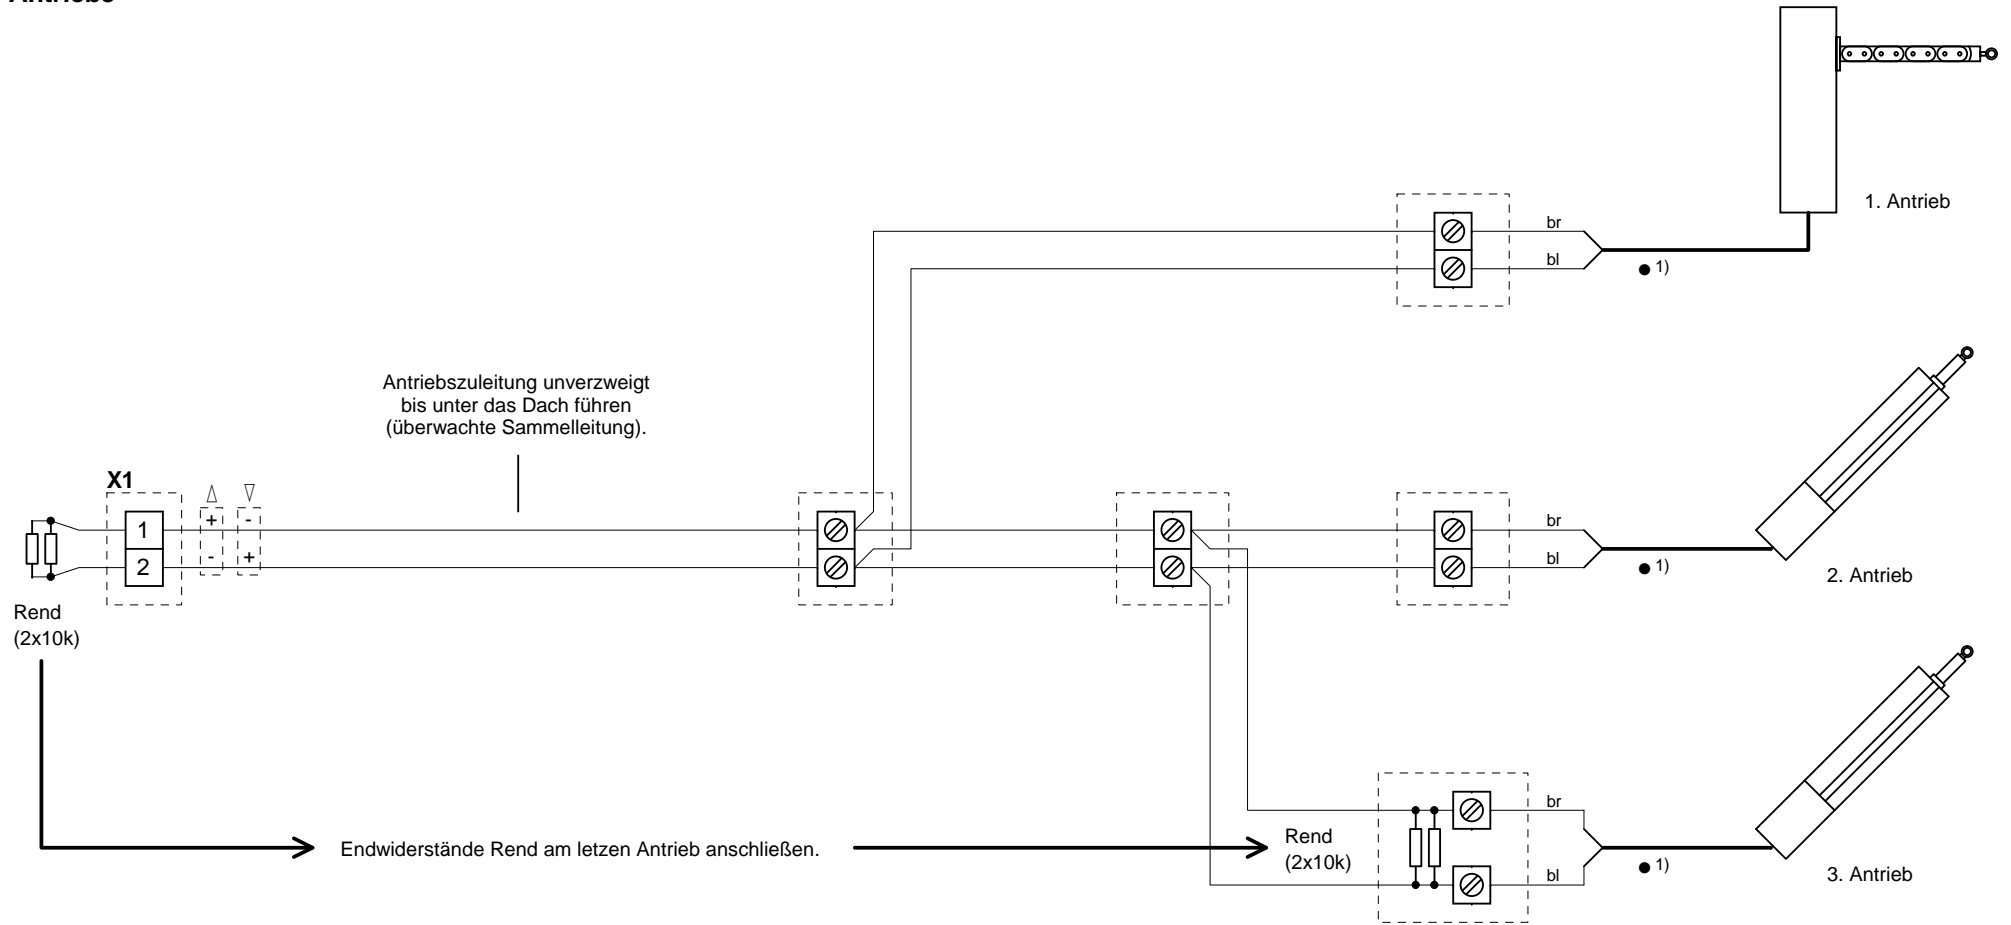 1. Antrieb
br
bl
1)
Antriebszuleitung unverzweigt
bis unter das Dach führen
(überwachte Sammelleitung).
X1
+ -
1
- +
2
br
bl
1)
2. Antrieb
Rend
(2x10k)
br
bl
1)
3. Antrieb
Endwiderstände Rend am letzen Antrieb anschließen.
Rend
(2x10k)